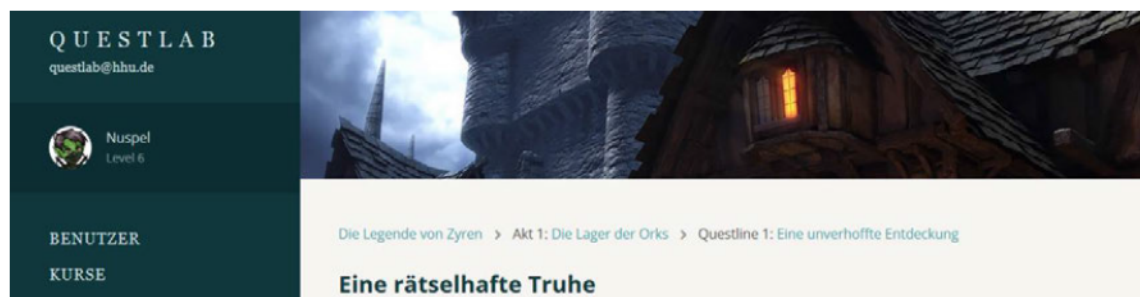 QUESTLAB
questlab@hhu.de
Nuspel
Level 6
BENUTZER
KURSE
Die Legende von Zyren > Akt 1: Die Lager der Orks > Questline 1: Eine unverhoffte Entdeckung
Eine rätselhafte Truhe